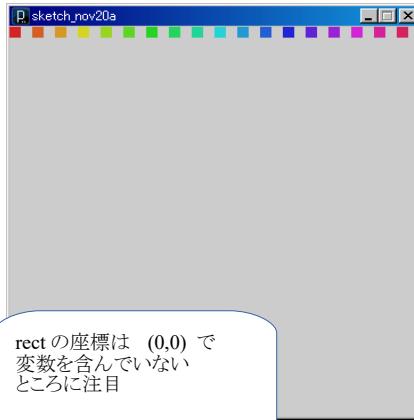 sketch_nov20a
rect の座標は (0,0) で
変数を含んでいない
ところに注目